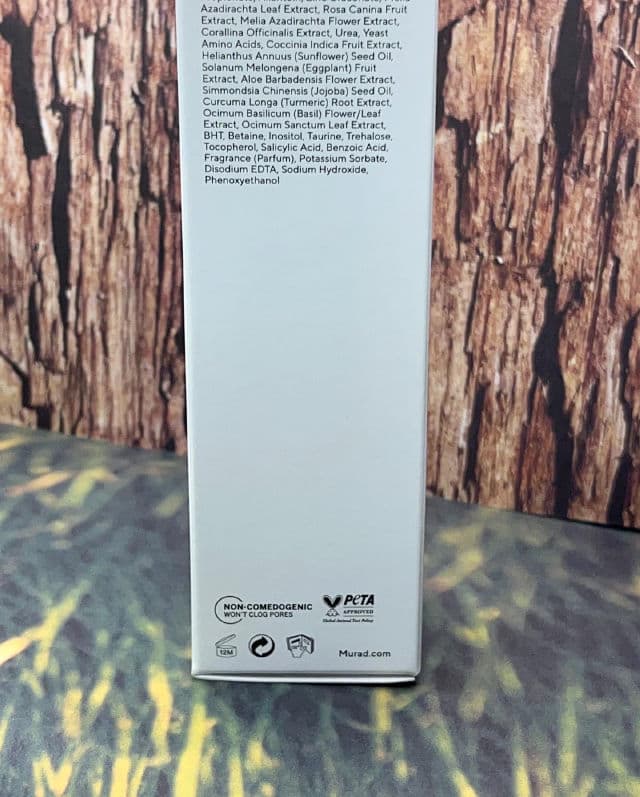 Azadirachta Leaf Extract, Rosa Canina Fruit
Extract, Melia Azadirachta Flower Extract,
Corallina Officinalis Extract, Urea, Yeast
Amino Acids, Coccinia Indica Fruit Extract,
Helianthus Annuus (Sunflower) Seed Oil,
Solanum Melongena (Eggplant) Fruit
Extract, Aloe Barbadensis Flower Extract,
Simmondsia Chinensis (Jojoba) Seed Oil,
Curcuma Longa (Turmeric) Root Extract,
Ocimum Basilicum (Basil) Flower/Leaf
Extract, Ocimum Sanctum Leaf Extract,
BHT, Betaine, Inositol, Taurine, Trehalose,
Tocopherol, Salicylic Acid, Benzoic Acid,
Fragrance (Parfum), Potassium Sorbate,
Disodium EDTA, Sodium Hydroxide,
Phenoxyethanol
NON-COMEDOGENIC
WON'T CLOG PORES
PETA
APPROVED
Global Animal Test Policy
12M
Murad.com